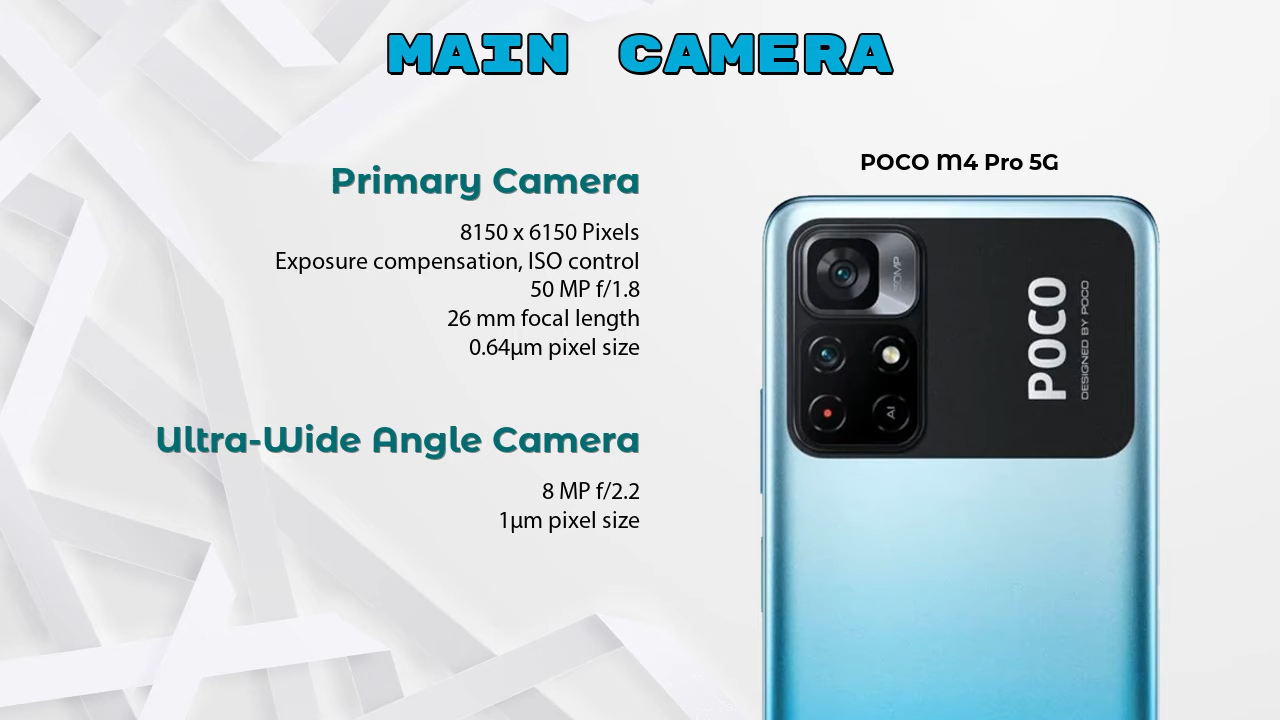 MAIN CAMERA
Primary Camera
8150 x 6150 Pixels
Exposure compensation, ISO control
50 MP f/1.8
26 mm focal length
0.64µm pixel size
Ultra-Wide Angle Camera
8 MP f/2.2
1µm pixel size
POCO M4 Pro 5G
AI
POCO
DESIGNED BY POCO